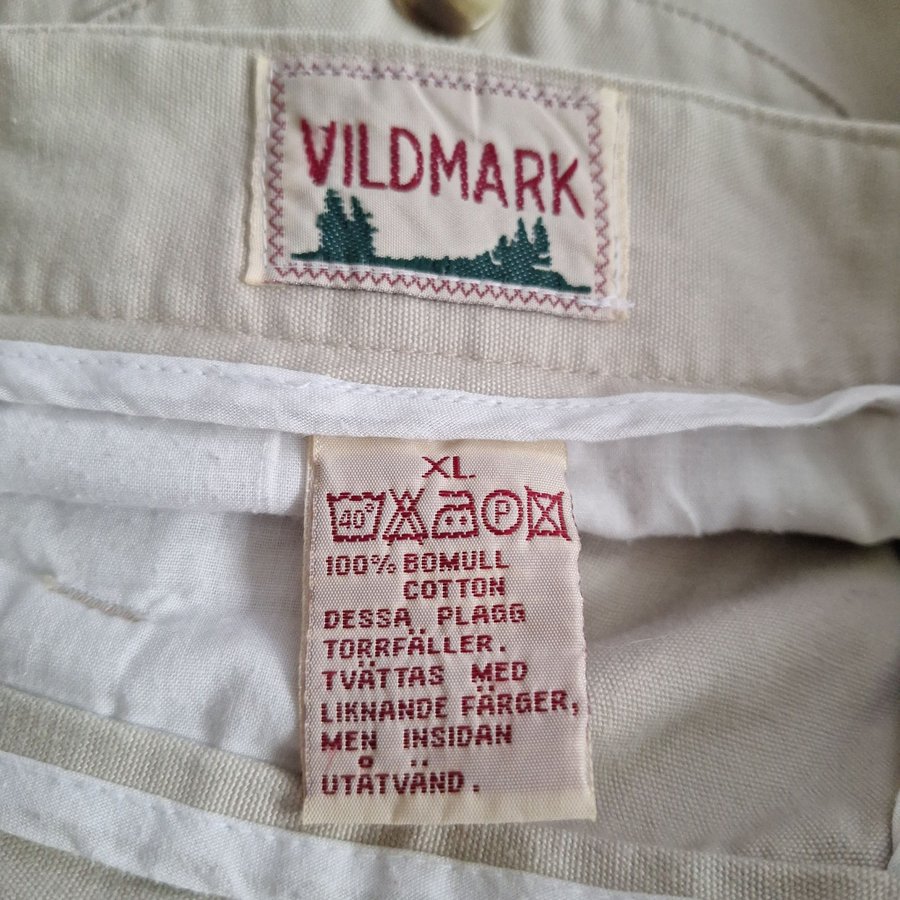 VILDMARK
XL.
40° P
100% BOMULL
COTTON
DESSA PLAGG
TORRFÄLLER.
TVÄTTAS MED
LIKNANDE FÄRGER,
MEN INSIDAN
UTÅTVÄND.